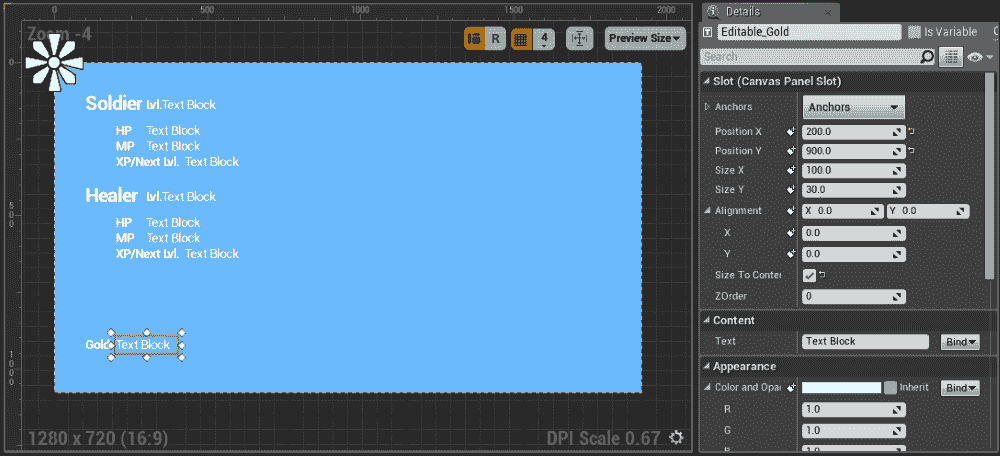 Details
Editable_Gold
Is Variable
Search
Zoom -4
0
500
1000
1500
2000
R
4
Preview Size
0
500
1000
Soldier Lvl. Text Block
HP Text Block
MP Text Block
XP/Next Lvl. Text Block
Healer Lvl. Text Block
HP Text Block
MP Text Block
XP/Next Lvl. Text Block
Gold Text Block
1280 x 720 (16:9)
DPI Scale 0.67
Slot (Canvas Panel Slot)
Anchors
Anchors
Position X
200.0
Position Y
900.0
Size X
100.0
Size Y
30.0
Alignment
X 0.0
Y 0.0
X
0.0
Y
0.0
Size To Conter
ZOrder
0
Content
Text
Text Block
Bind
Appearance
Color and Opac
Inherit
Bind
R
1.0
G
1.0
1.0